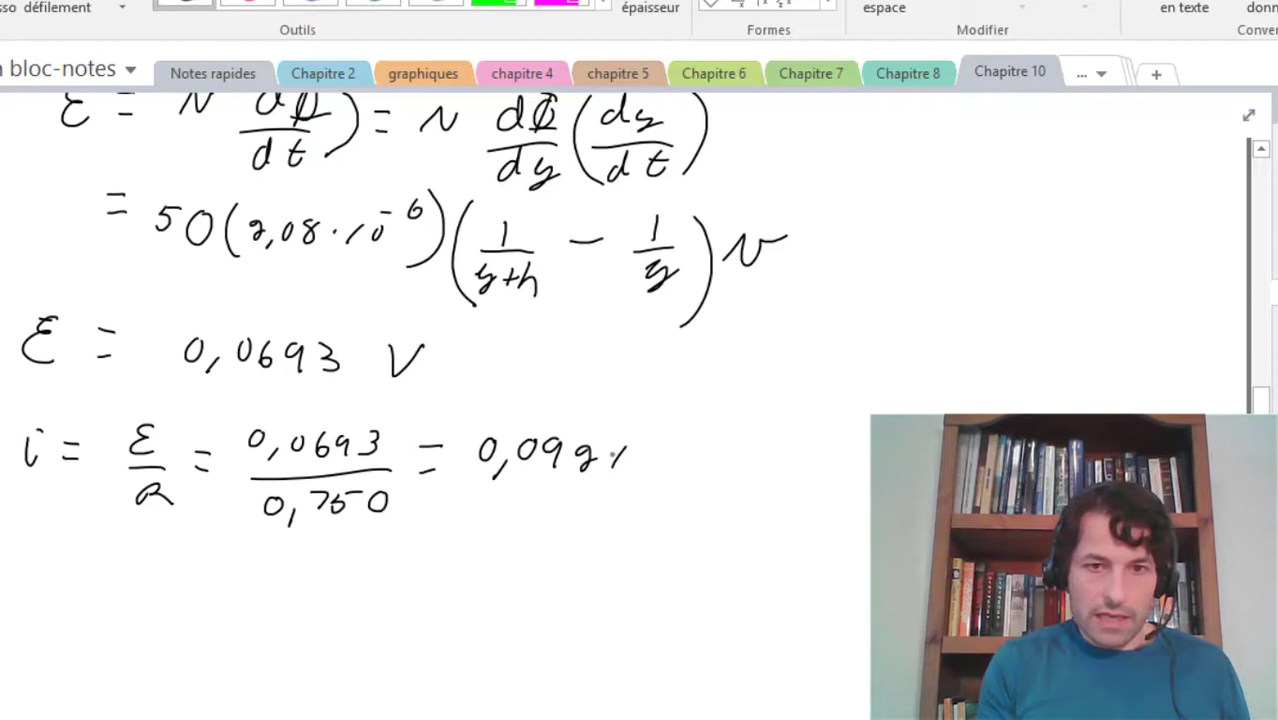 sso défilement épaisseur espace en texte donn
Outils Formes Modifier Conver
n bloc-notes Notes rapides Chapitre 2 graphiques chapitre 4 chapitre 5 Chapitre 6 Chapitre 7 Chapitre 8 Chapitre 10 ... +
ε = N dΦ/dt) = N dΦ/dy (dy/dt)
= 50(2,08·10⁻⁶)(1/(y+h) − 1/y) v
ε = 0,0693 V
i = ε/R = 0,0693/0,750 = 0,092